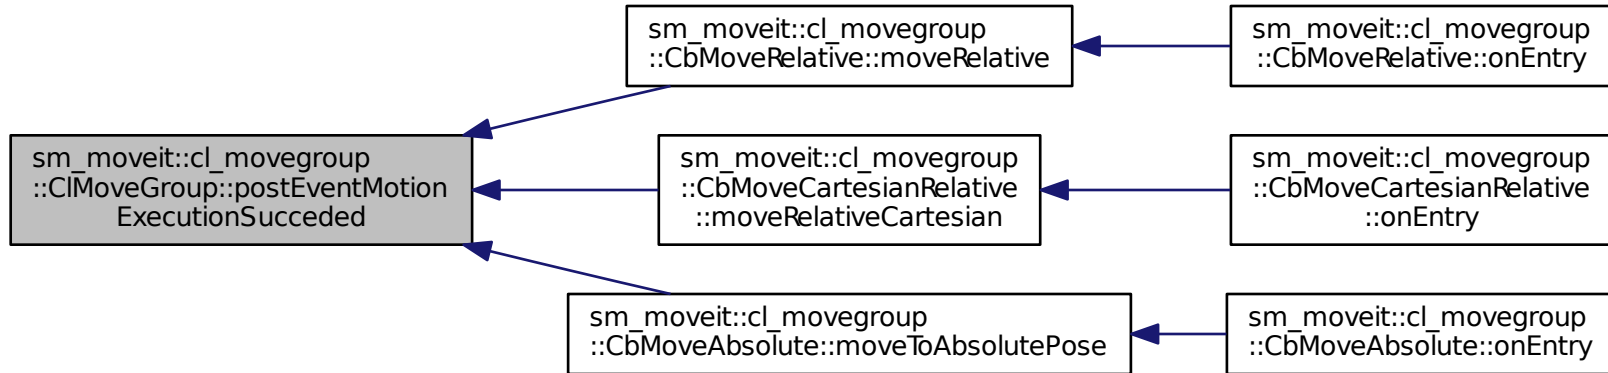 sm_moveit::cl_movegroup
::ClMoveGroup::postEventMotion
ExecutionSucceded
sm_moveit::cl_movegroup
::CbMoveRelative::moveRelative
sm_moveit::cl_movegroup
::CbMoveRelative::onEntry
sm_moveit::cl_movegroup
::CbMoveCartesianRelative
::moveRelativeCartesian
sm_moveit::cl_movegroup
::CbMoveCartesianRelative
::onEntry
sm_moveit::cl_movegroup
::CbMoveAbsolute::moveToAbsolutePose
sm_moveit::cl_movegroup
::CbMoveAbsolute::onEntry